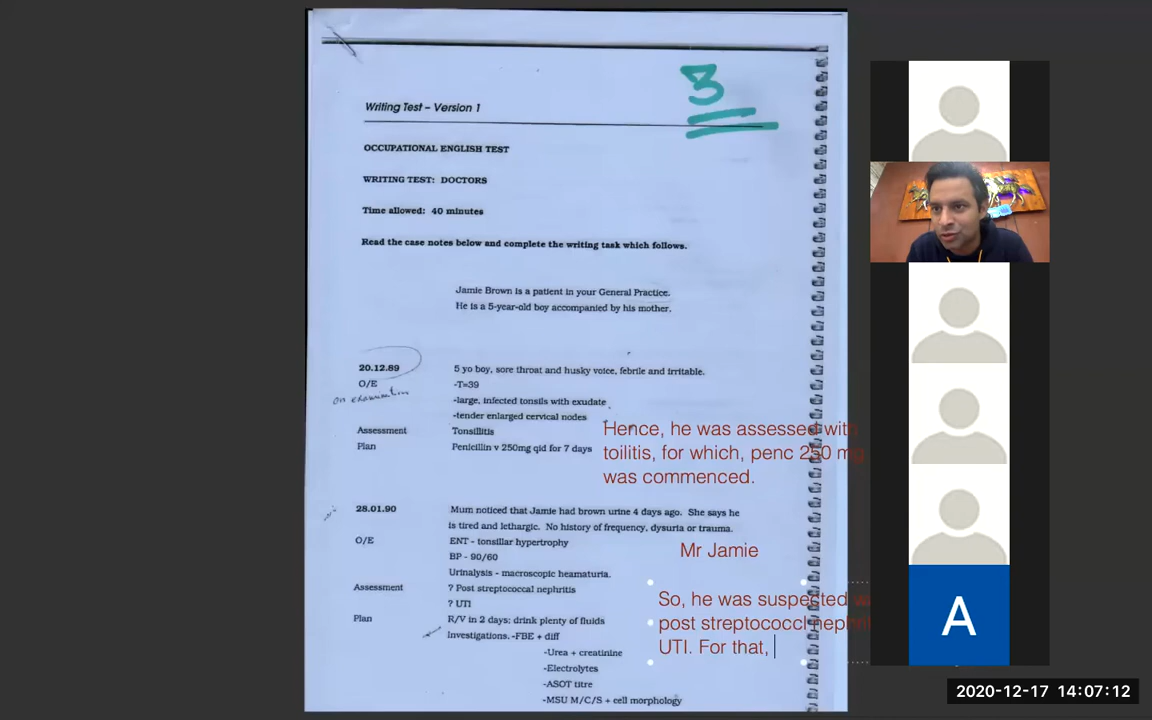 3
Writing Test – Version 1
OCCUPATIONAL ENGLISH TEST
WRITING TEST: DOCTORS
Time allowed: 40 minutes
Read the case notes below and complete the writing task which follows.
Jamie Brown is a patient in your General Practice.
He is a 5-year-old boy accompanied by his mother.
20.12.89 5 yo boy, sore throat and husky voice, febrile and irritable.
O/E -T=39
on examination -large, infected tonsils with exudate
-tender enlarged cervical nodes
Assessment Tonsillitis
Plan Penicillin v 250mg qid for 7 days
Hence, he was assessed with
toilitis, for which, penc 250 mg
was commenced.
28.01.90 Mum noticed that Jamie had brown urine 4 days ago. She says he
is tired and lethargic. No history of frequency, dysuria or trauma.
O/E ENT - tonsillar hypertrophy
BP - 90/60
Urinalysis - macroscopic heamaturia.
Mr Jamie
Assessment ? Post streptococcal nephritis
? UTI
Plan R/V in 2 days; drink plenty of fluids
Investigations. -FBE + diff
-Urea + creatinine
-Electrolytes
-ASOT titre
-MSU M/C/S + cell morphology
So, he was suspected
post streptococcl
UTI. For that,
A
2020-12-17 14:07:12